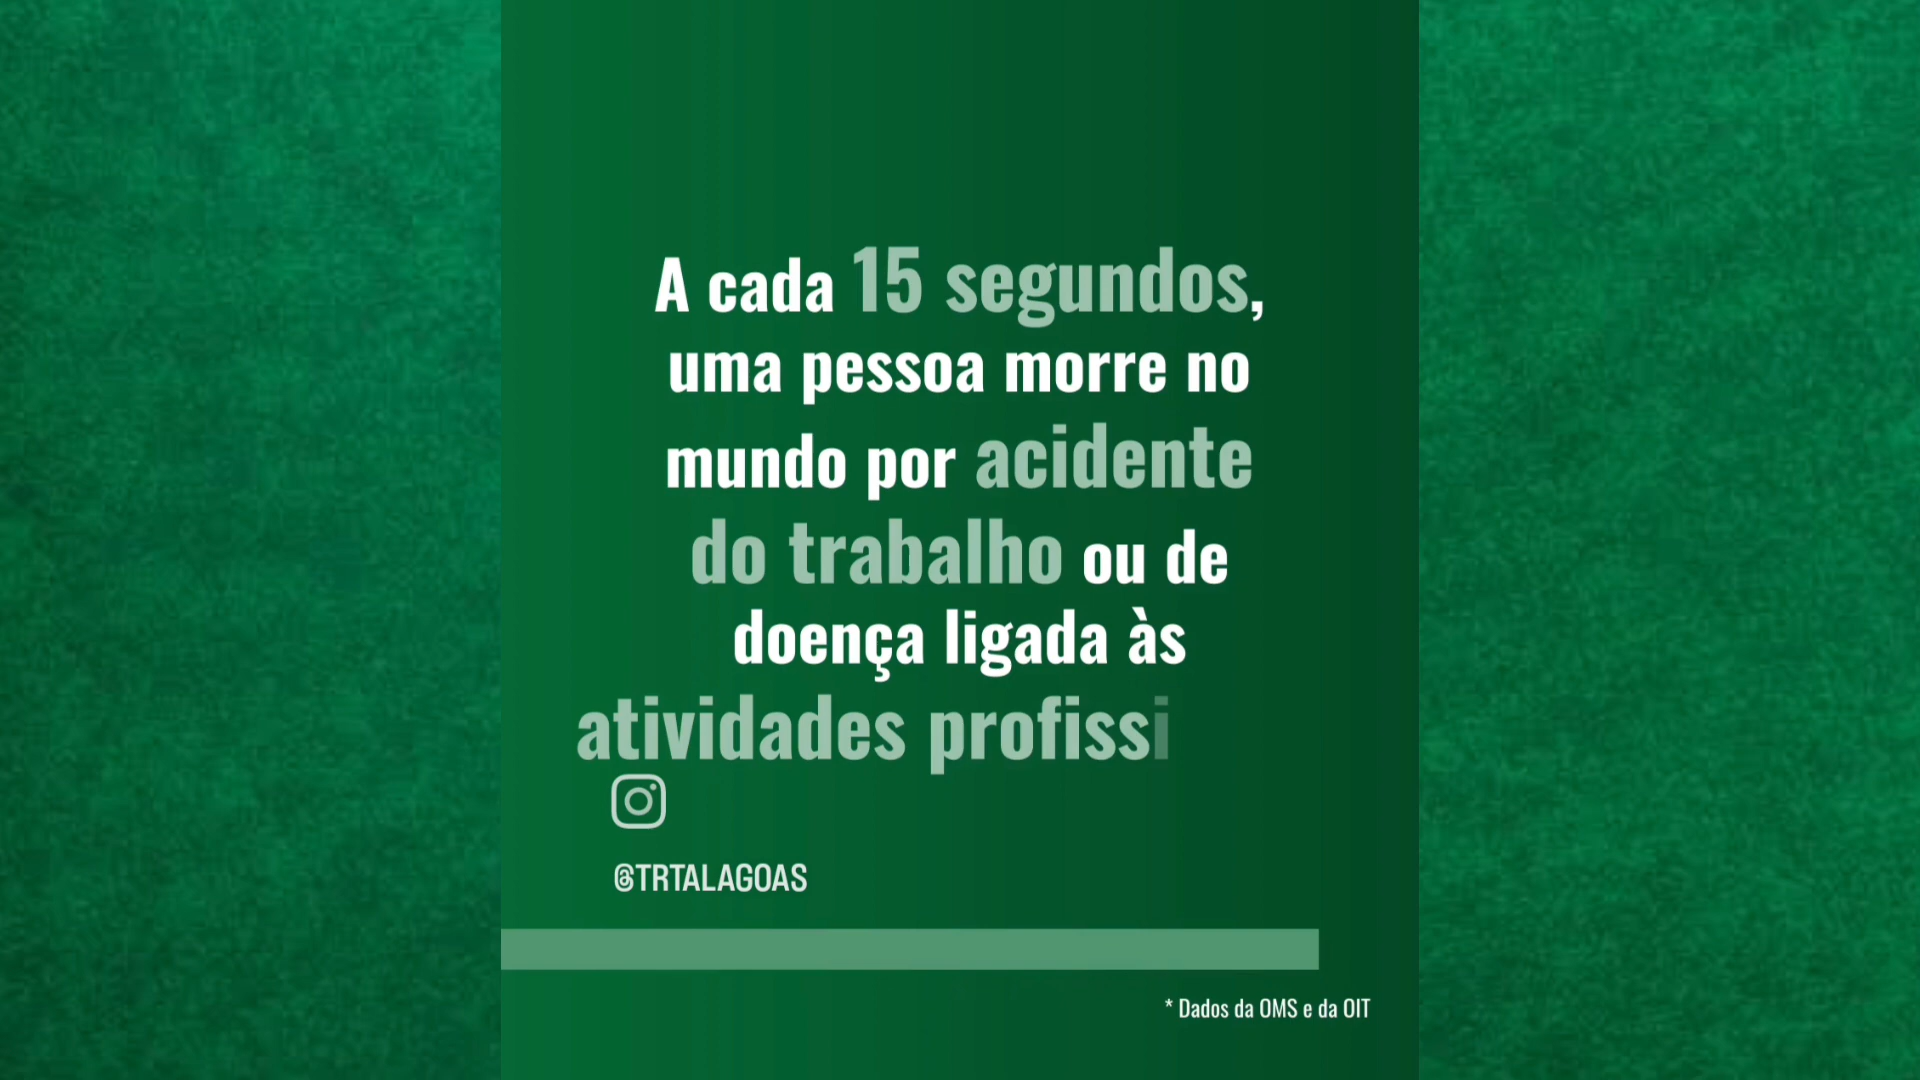 A cada 15 segundos,
uma pessoa morre no
mundo por acidente
do trabalho ou de
doença ligada às
atividades profissi
@TRTALAGOAS
* Dados da OMS e da OIT